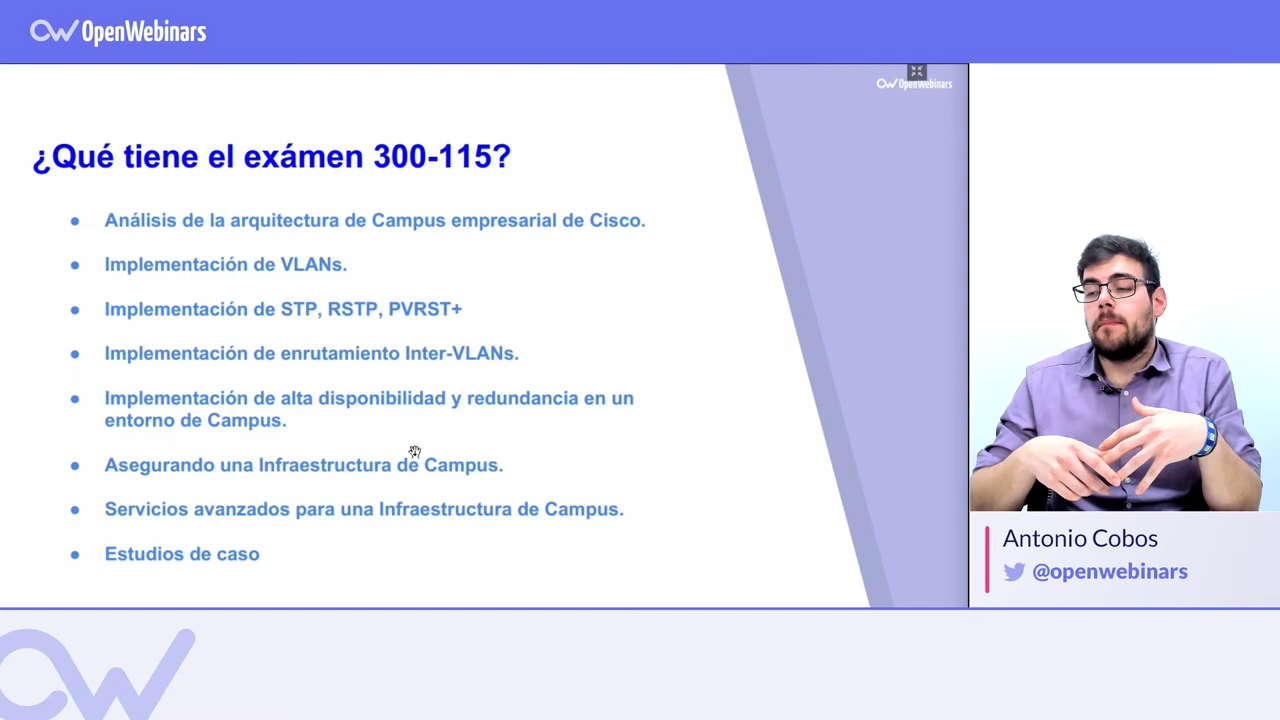 OpenWebinars
OpenWebinars
¿Qué tiene el exámen 300-115?
● Análisis de la arquitectura de Campus empresarial de Cisco.
● Implementación de VLANs.
● Implementación de STP, RSTP, PVRST+
● Implementación de enrutamiento Inter-VLANs.
● Implementación de alta disponibilidad y redundancia en un
entorno de Campus.
● Asegurando una Infraestructura de Campus.
● Servicios avanzados para una Infraestructura de Campus.
● Estudios de caso
Antonio Cobos
@openwebinars